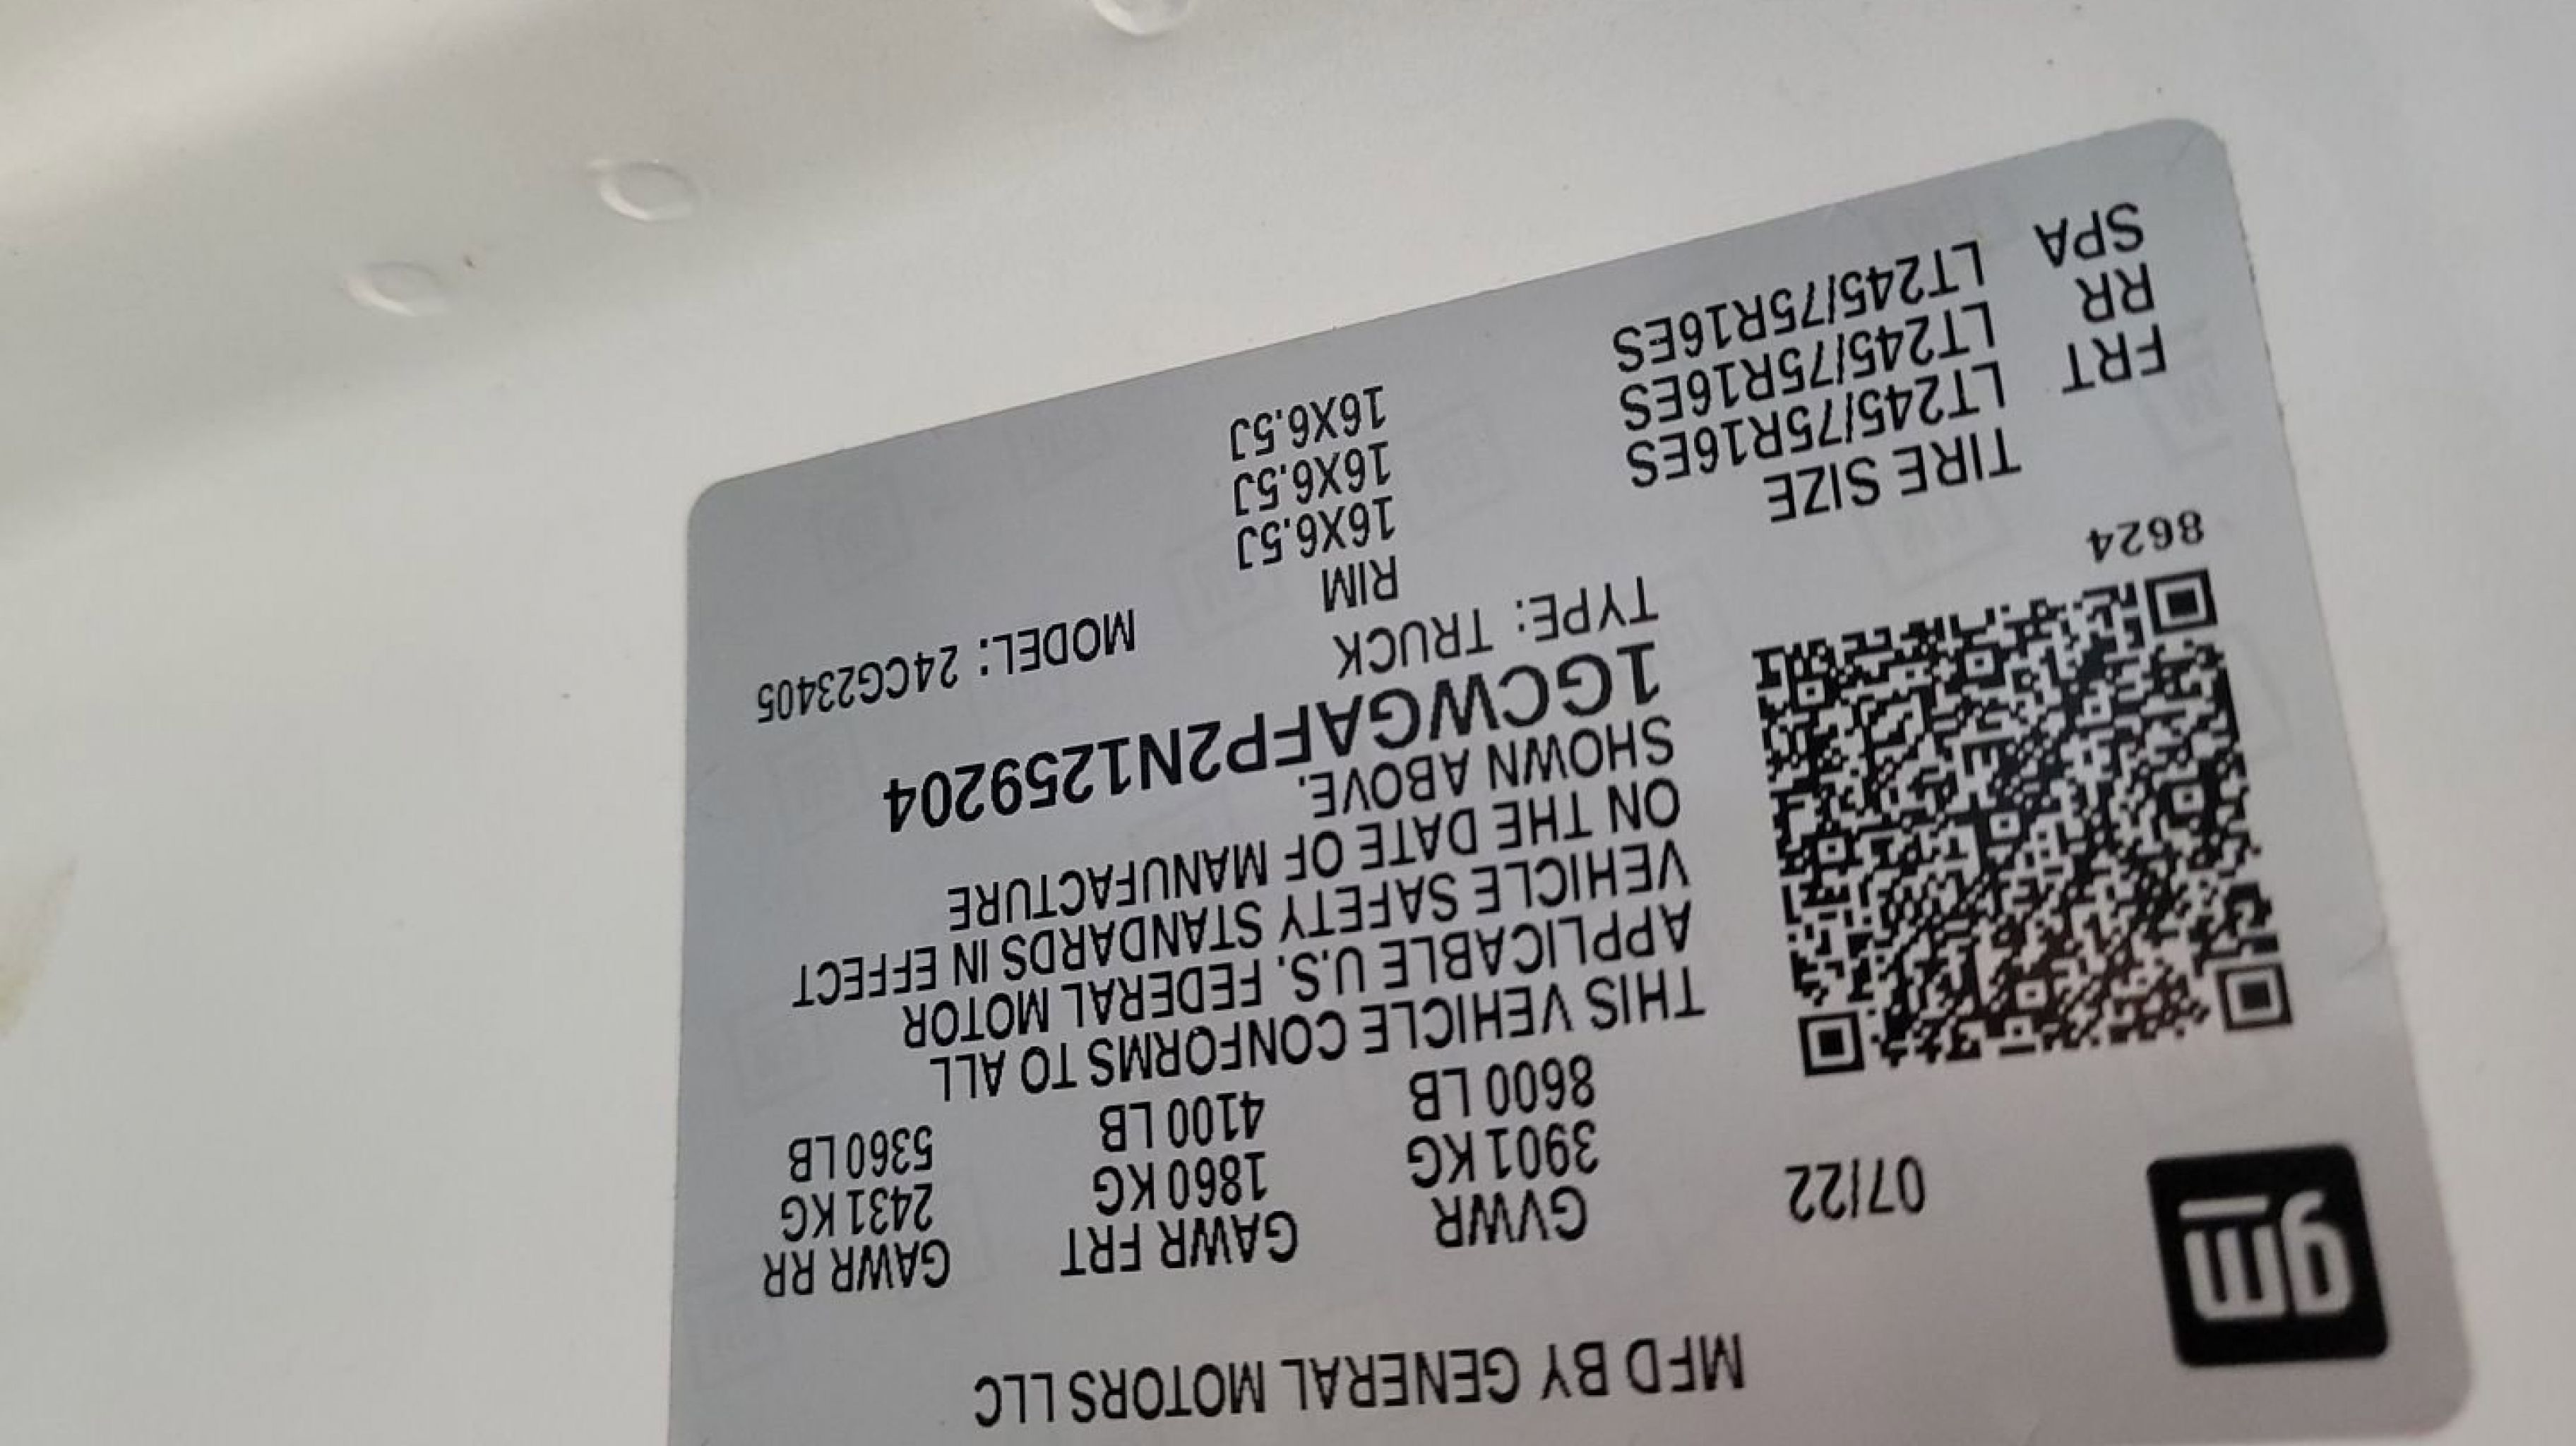 gm
MFD BY GENERAL MOTORS LLC
07/22
GVWR GAWR FRT GAWR RR
3901 KG 1860 KG 2431 KG
8600 LB 4100 LB 5360 LB
THIS VEHICLE CONFORMS TO ALL
APPLICABLE U.S. FEDERAL MOTOR
VEHICLE SAFETY STANDARDS IN EFFECT
ON THE DATE OF MANUFACTURE
SHOWN ABOVE.
1GCWGAFP2N1259204
TYPE: TRUCK MODEL: 24CG23405
8624
TIRE SIZE RIM
FRT LT245/75R16ES 16X6.5J
RR LT245/75R16ES 16X6.5J
SPA LT245/75R16ES 16X6.5J